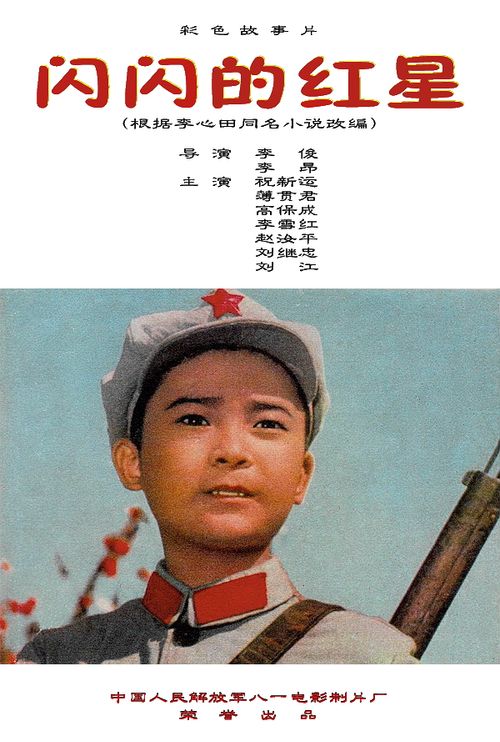 彩色故事片
闪闪的红星
(根据李心田同名小说改编)
导演 李俊
李昂
主演 祝新运
薄贯君
高保成
李雪红
赵汝平
刘继忠
刘江
中国人民解放军八一电影制片厂
荣誉出品